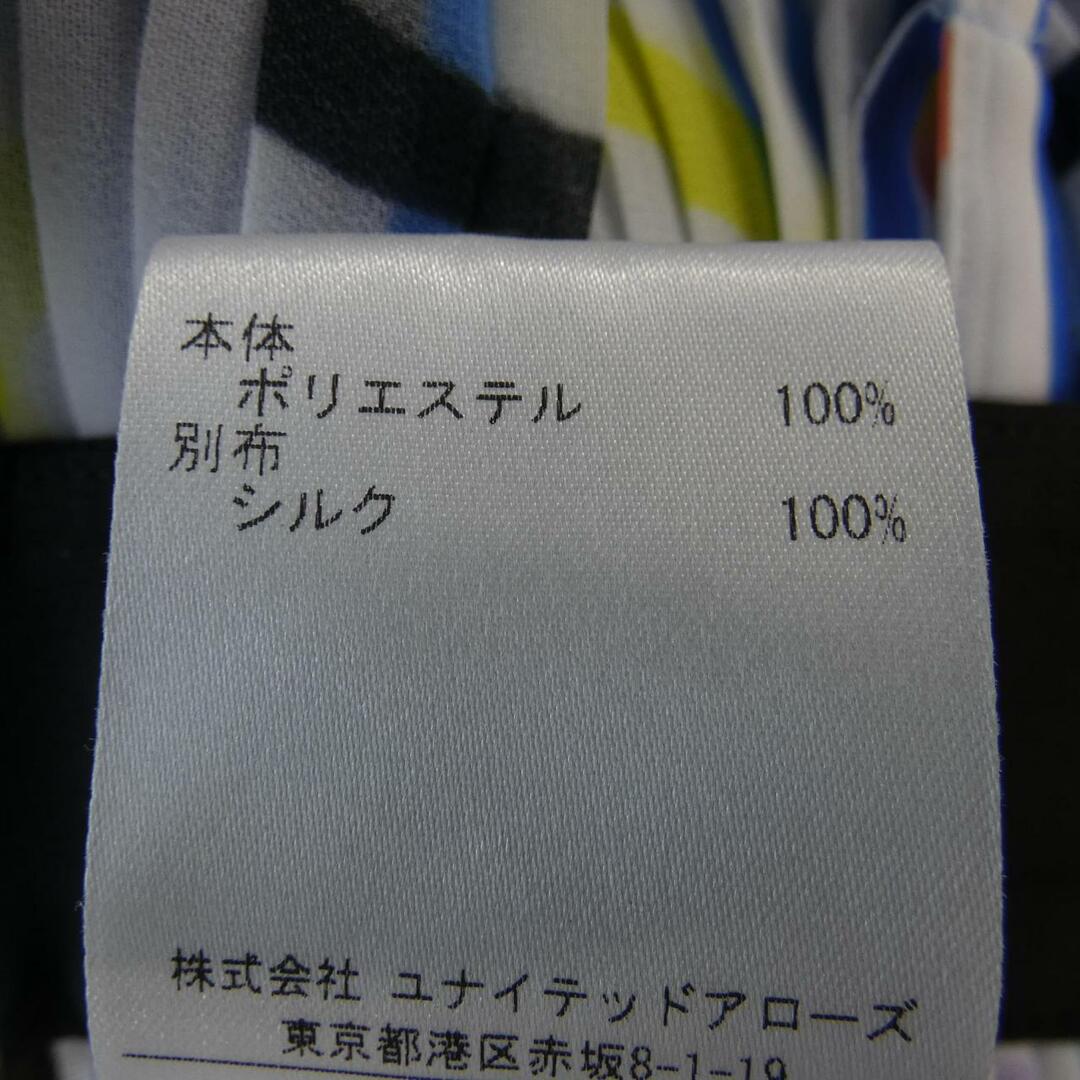 本体
ポリエステル 100%
別布
シルク 100%
株式会社 ユナイテッドアローズ
東京都港区赤坂8-1-19